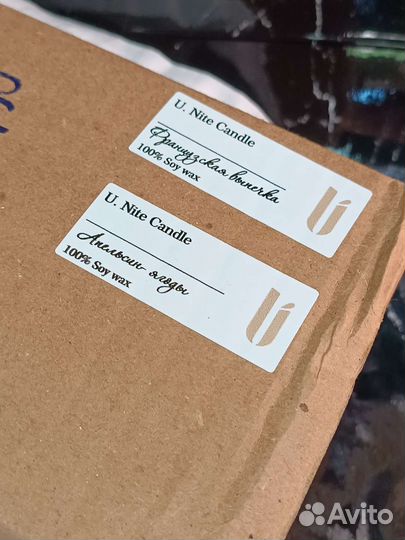 U. Nite Candle
Французская выпечка
100% Soy wax
U. Nite Candle
Апельсин-ягоды
100% Soy wax
Avito